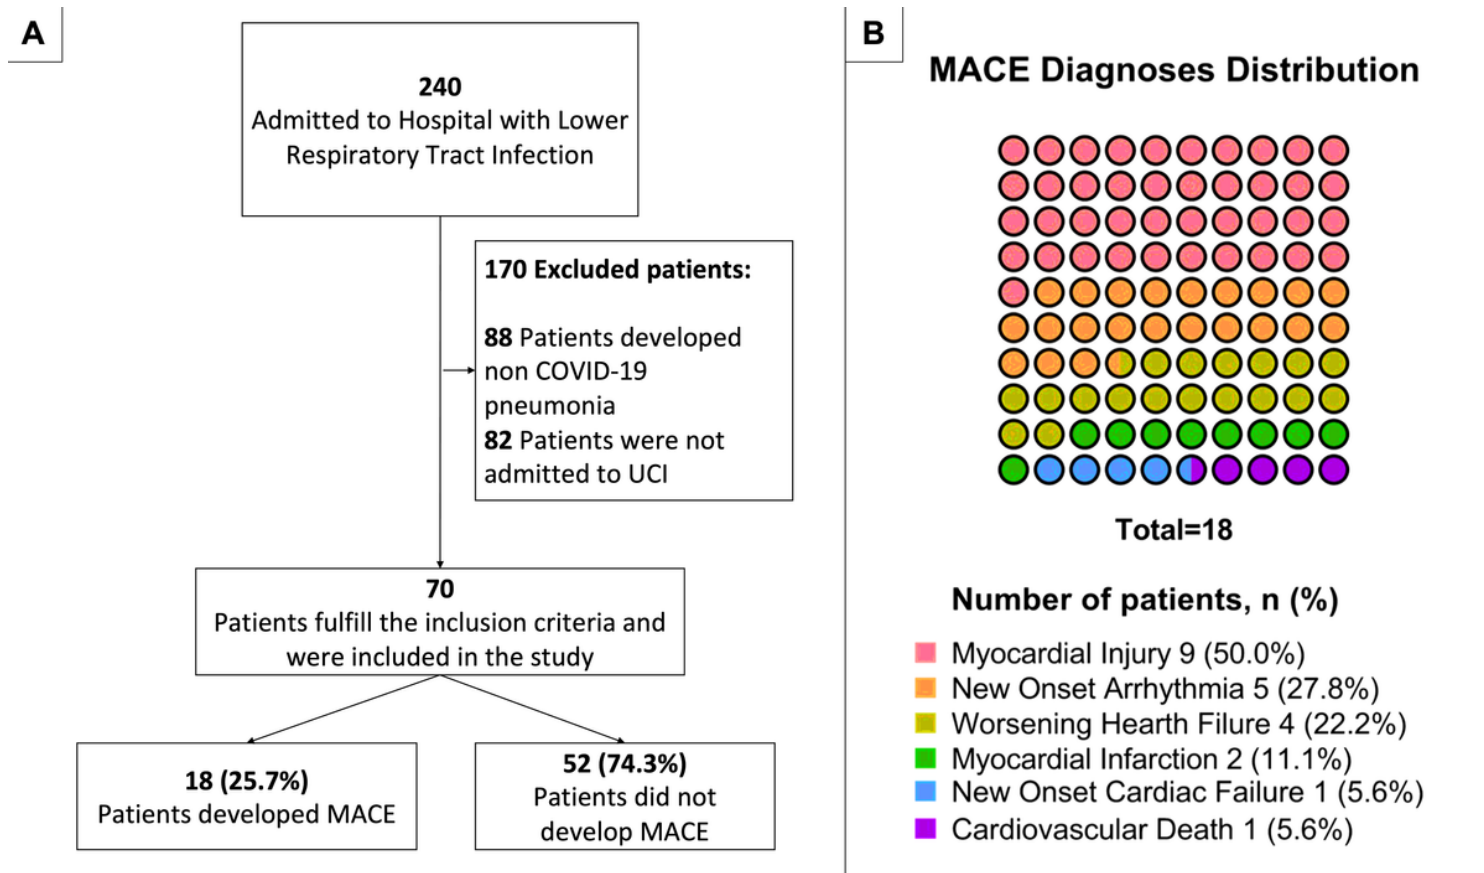 A
240
Admitted to Hospital with Lower
Respiratory Tract Infection
170 Excluded patients:
88 Patients developed
non COVID-19
pneumonia
82 Patients were not
admitted to UCI
70
Patients fulfill the inclusion criteria and
were included in the study
18 (25.7%)
Patients developed MACE
52 (74.3%)
Patients did not
develop MACE
B
MACE Diagnoses Distribution
Total=18
Number of patients, n (%)
Myocardial Injury 9 (50.0%)
New Onset Arrhythmia 5 (27.8%)
Worsening Hearth Filure 4 (22.2%)
Myocardial Infarction 2 (11.1%)
New Onset Cardiac Failure 1 (5.6%)
Cardiovascular Death 1 (5.6%)